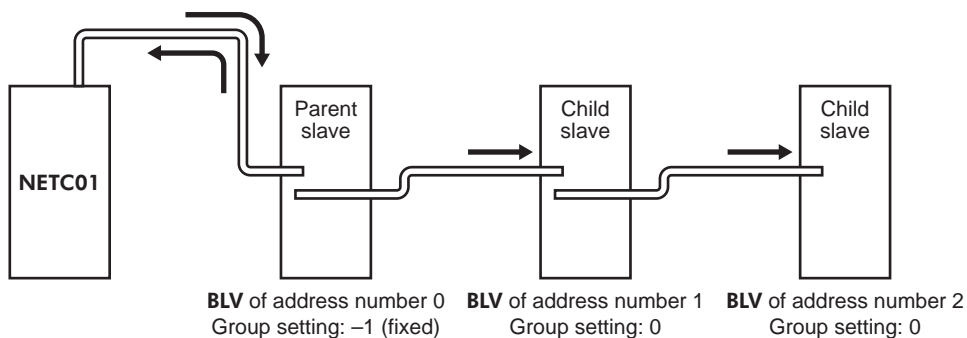 NETC01
Parent
slave
Child
slave
Child
slave
BLV of address number 0
Group setting: –1 (fixed)
BLV of address number 1
Group setting: 0
BLV of address number 2
Group setting: 0